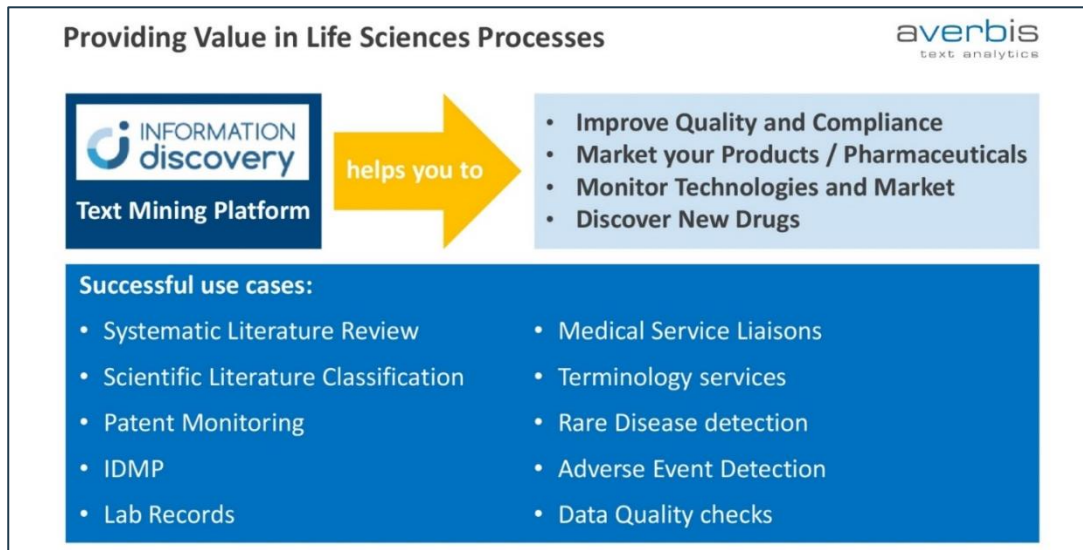 Providing Value in Life Sciences Processes
averbis
text analytics
INFORMATION
discovery
Text Mining Platform
helps you to
• Improve Quality and Compliance
• Market your Products / Pharmaceuticals
• Monitor Technologies and Market
• Discover New Drugs
Successful use cases:
• Systematic Literature Review
• Scientific Literature Classification
• Patent Monitoring
• IDMP
• Lab Records
• Medical Service Liaisons
• Terminology services
• Rare Disease detection
• Adverse Event Detection
• Data Quality checks